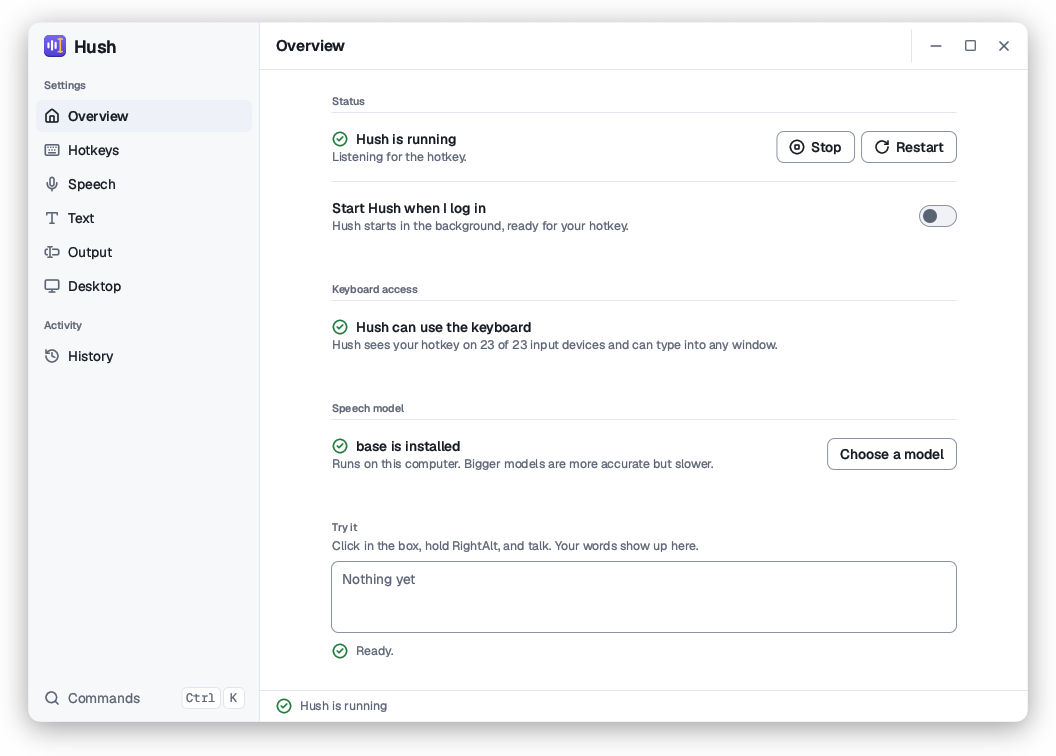 Hush
Settings
Overview
Hotkeys
Speech
Text
Output
Desktop
Activity
History
Commands Ctrl K
Overview
Status
Hush is running
Listening for the hotkey.
Stop
Restart
Start Hush when I log in
Hush starts in the background, ready for your hotkey.
Keyboard access
Hush can use the keyboard
Hush sees your hotkey on 23 of 23 input devices and can type into any window.
Speech model
base is installed
Runs on this computer. Bigger models are more accurate but slower.
Choose a model
Try it
Click in the box, hold RightAlt, and talk. Your words show up here.
Nothing yet
Ready.
Hush is running